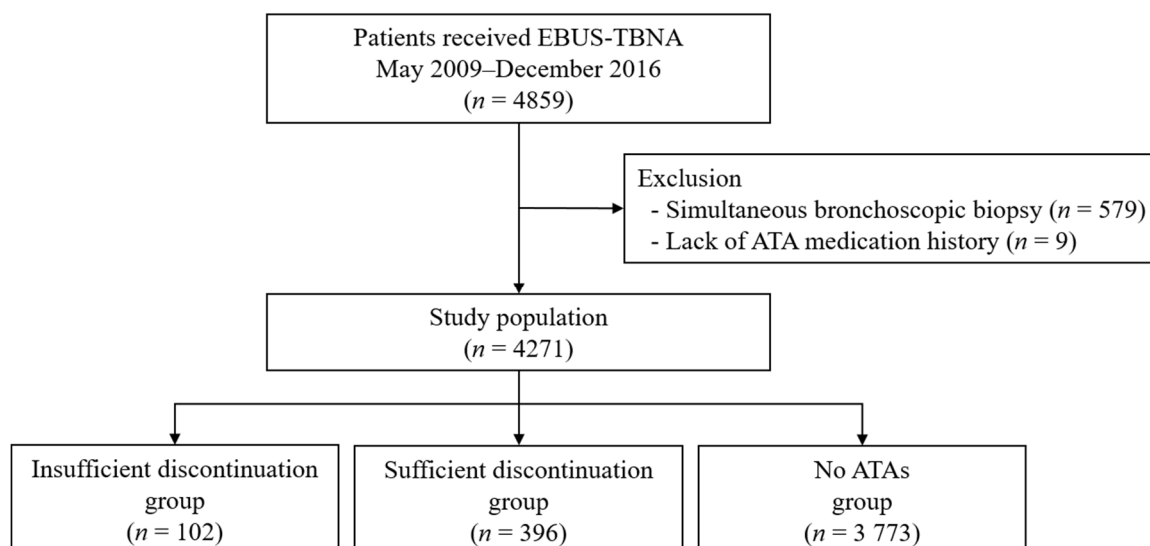 Patients received EBUS-TBNA
May 2009–December 2016
(n = 4859)
Exclusion
- Simultaneous bronchoscopic biopsy (n = 579)
- Lack of ATA medication history (n = 9)
Study population
(n = 4271)
Insufficient discontinuation
group
(n = 102)
Sufficient discontinuation
group
(n = 396)
No ATAs
group
(n = 3 773)